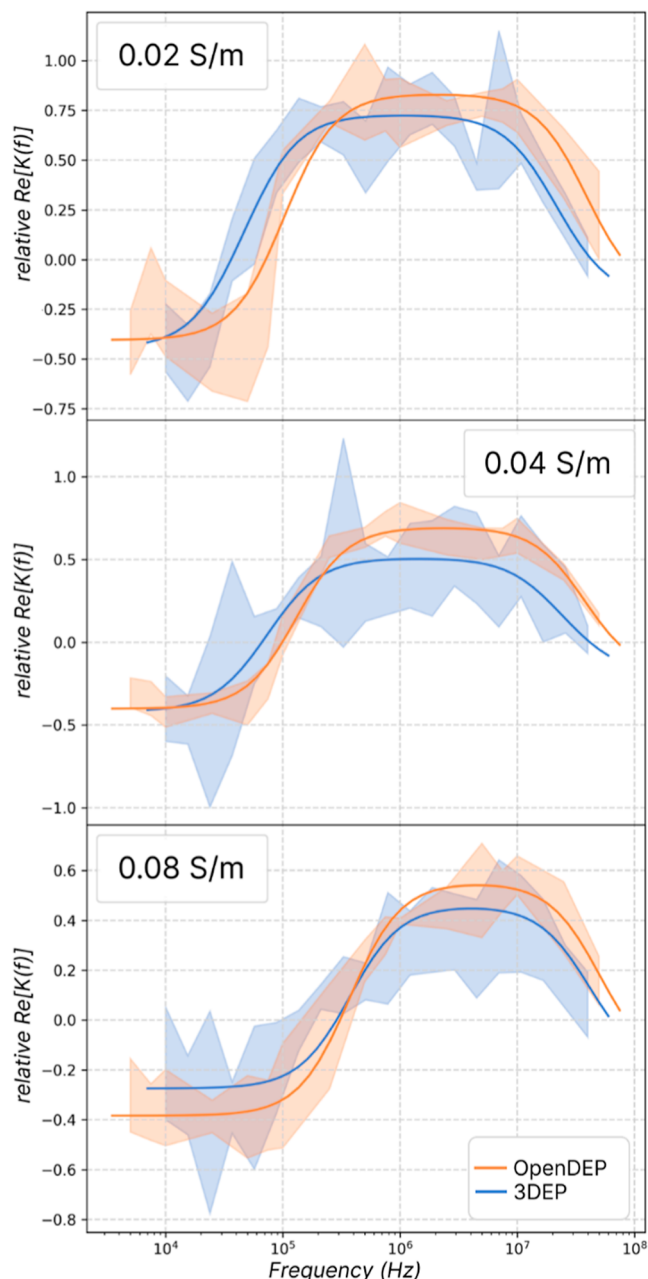 0.02 S/m
1.00
0.75
0.50
0.25
0.00
−0.25
−0.50
−0.75
relative Re[K(f)]
0.04 S/m
1.0
0.5
0.0
−0.5
−1.0
relative Re[K(f)]
0.08 S/m
0.6
0.4
0.2
0.0
−0.2
−0.4
−0.6
−0.8
relative Re[K(f)]
OpenDEP
3DEP
10⁴ 10⁵ 10⁶ 10⁷ 10⁸
Frequency (Hz)